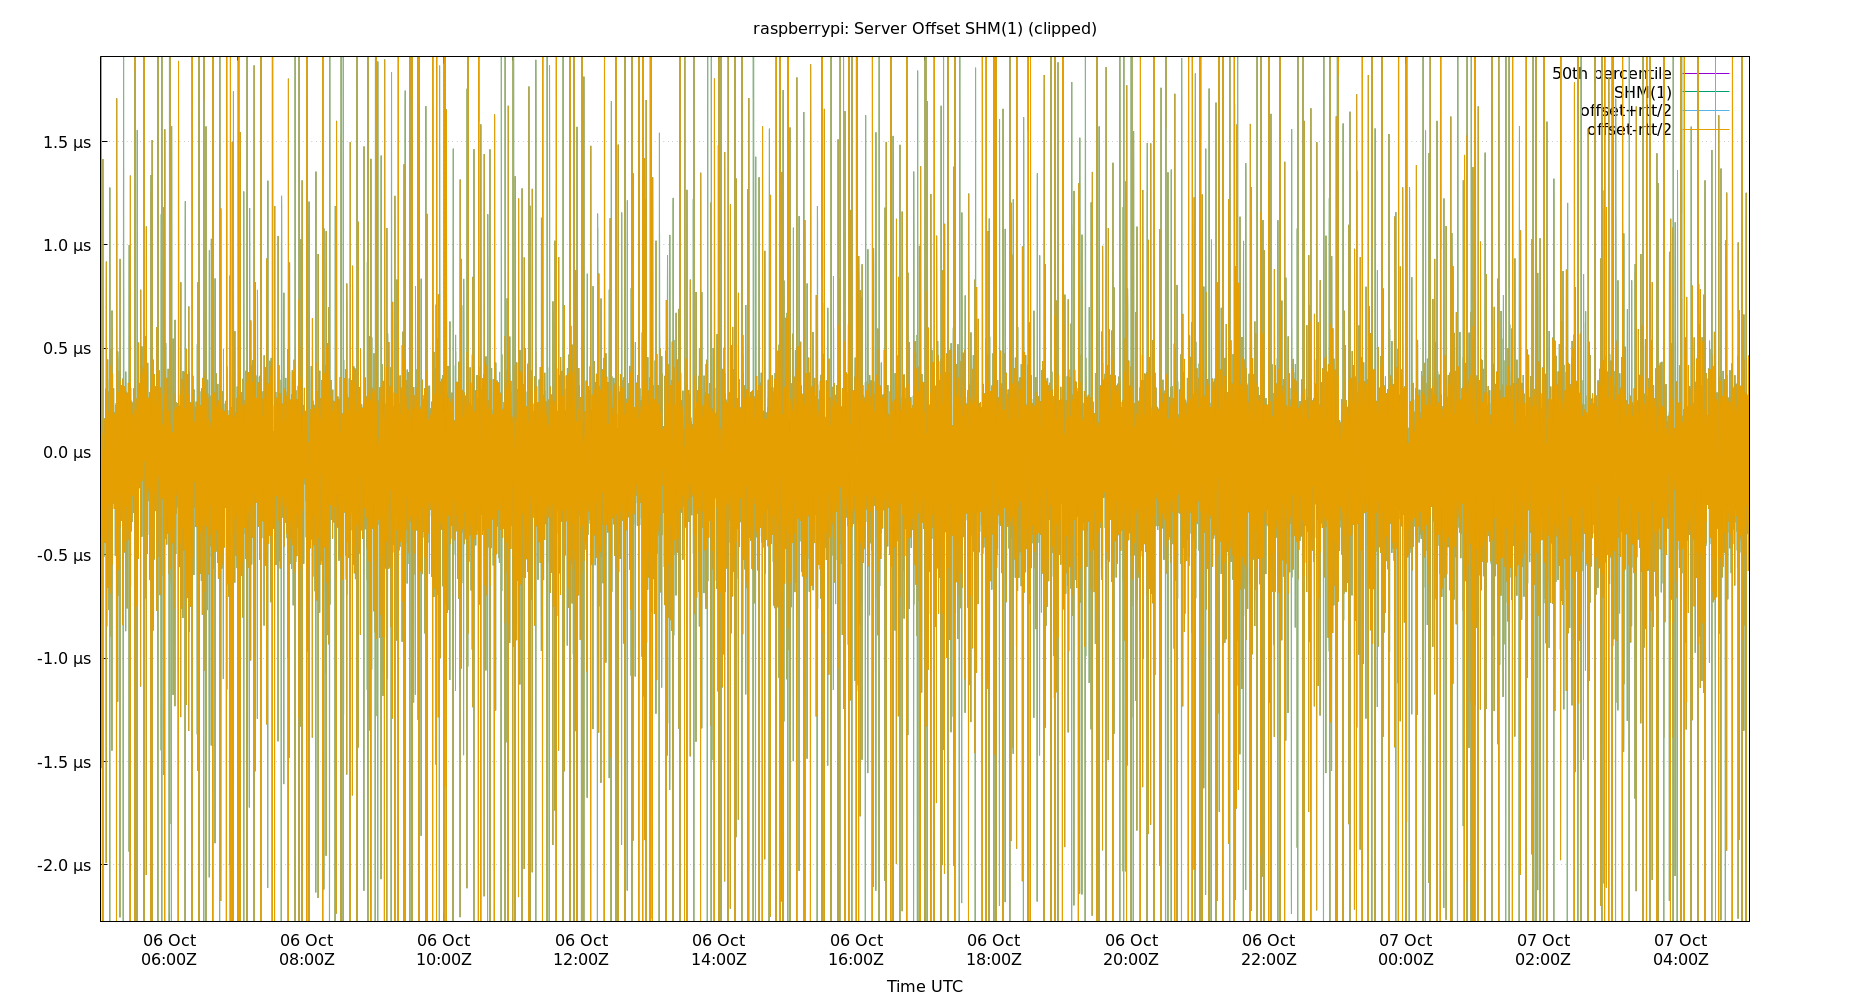 raspberrypi: Server Offset SHM(1) (clipped)
50th percentile
SHM(1)
offset+rtt/2
offset-rtt/2
1.5 µs
1.0 µs
0.5 µs
0.0 µs
-0.5 µs
-1.0 µs
-1.5 µs
-2.0 µs
06 Oct 06 Oct 06 Oct 06 Oct 06 Oct 06 Oct 06 Oct 06 Oct 06 Oct 07 Oct 07 Oct 07 Oct
06:00Z 08:00Z 10:00Z 12:00Z 14:00Z 16:00Z 18:00Z 20:00Z 22:00Z 00:00Z 02:00Z 04:00Z
Time UTC